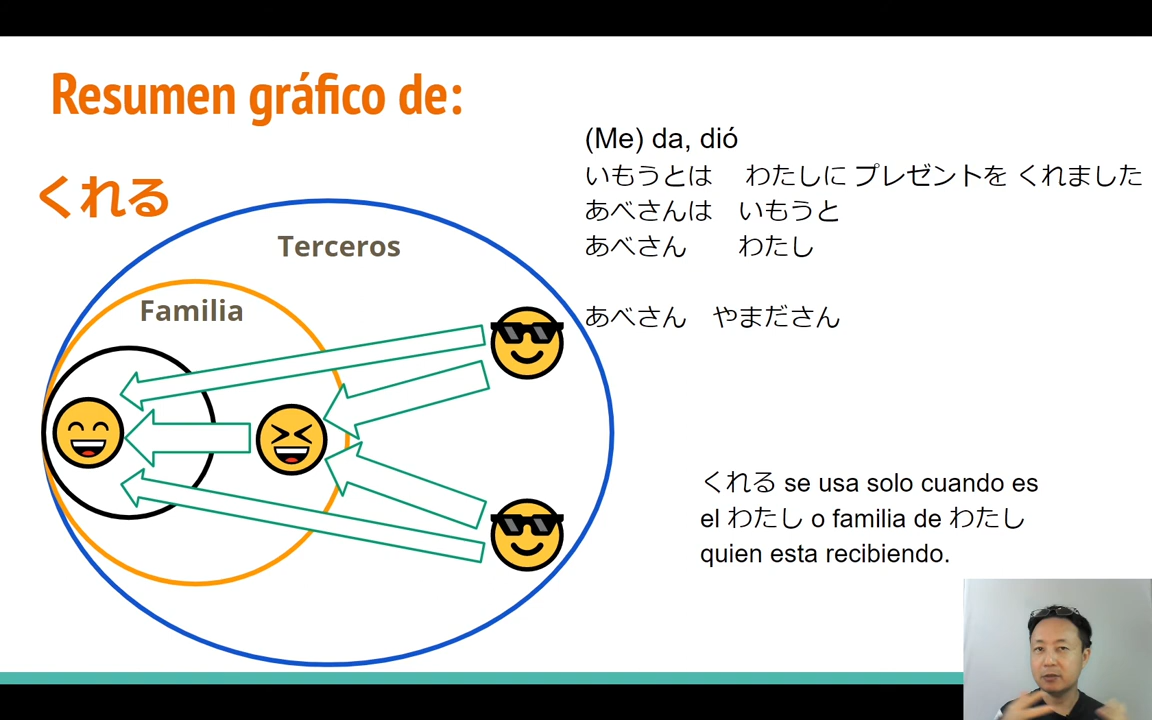 Resumen gráfico de:
くれる
Terceros
Familia
(Me) da, dió
いもうとは わたしに プレゼントを くれました
あべさんは いもうと
あべさん わたし
あべさん やまださん
くれる se usa solo cuando es
el わたし o familia de わたし
quien esta recibiendo.